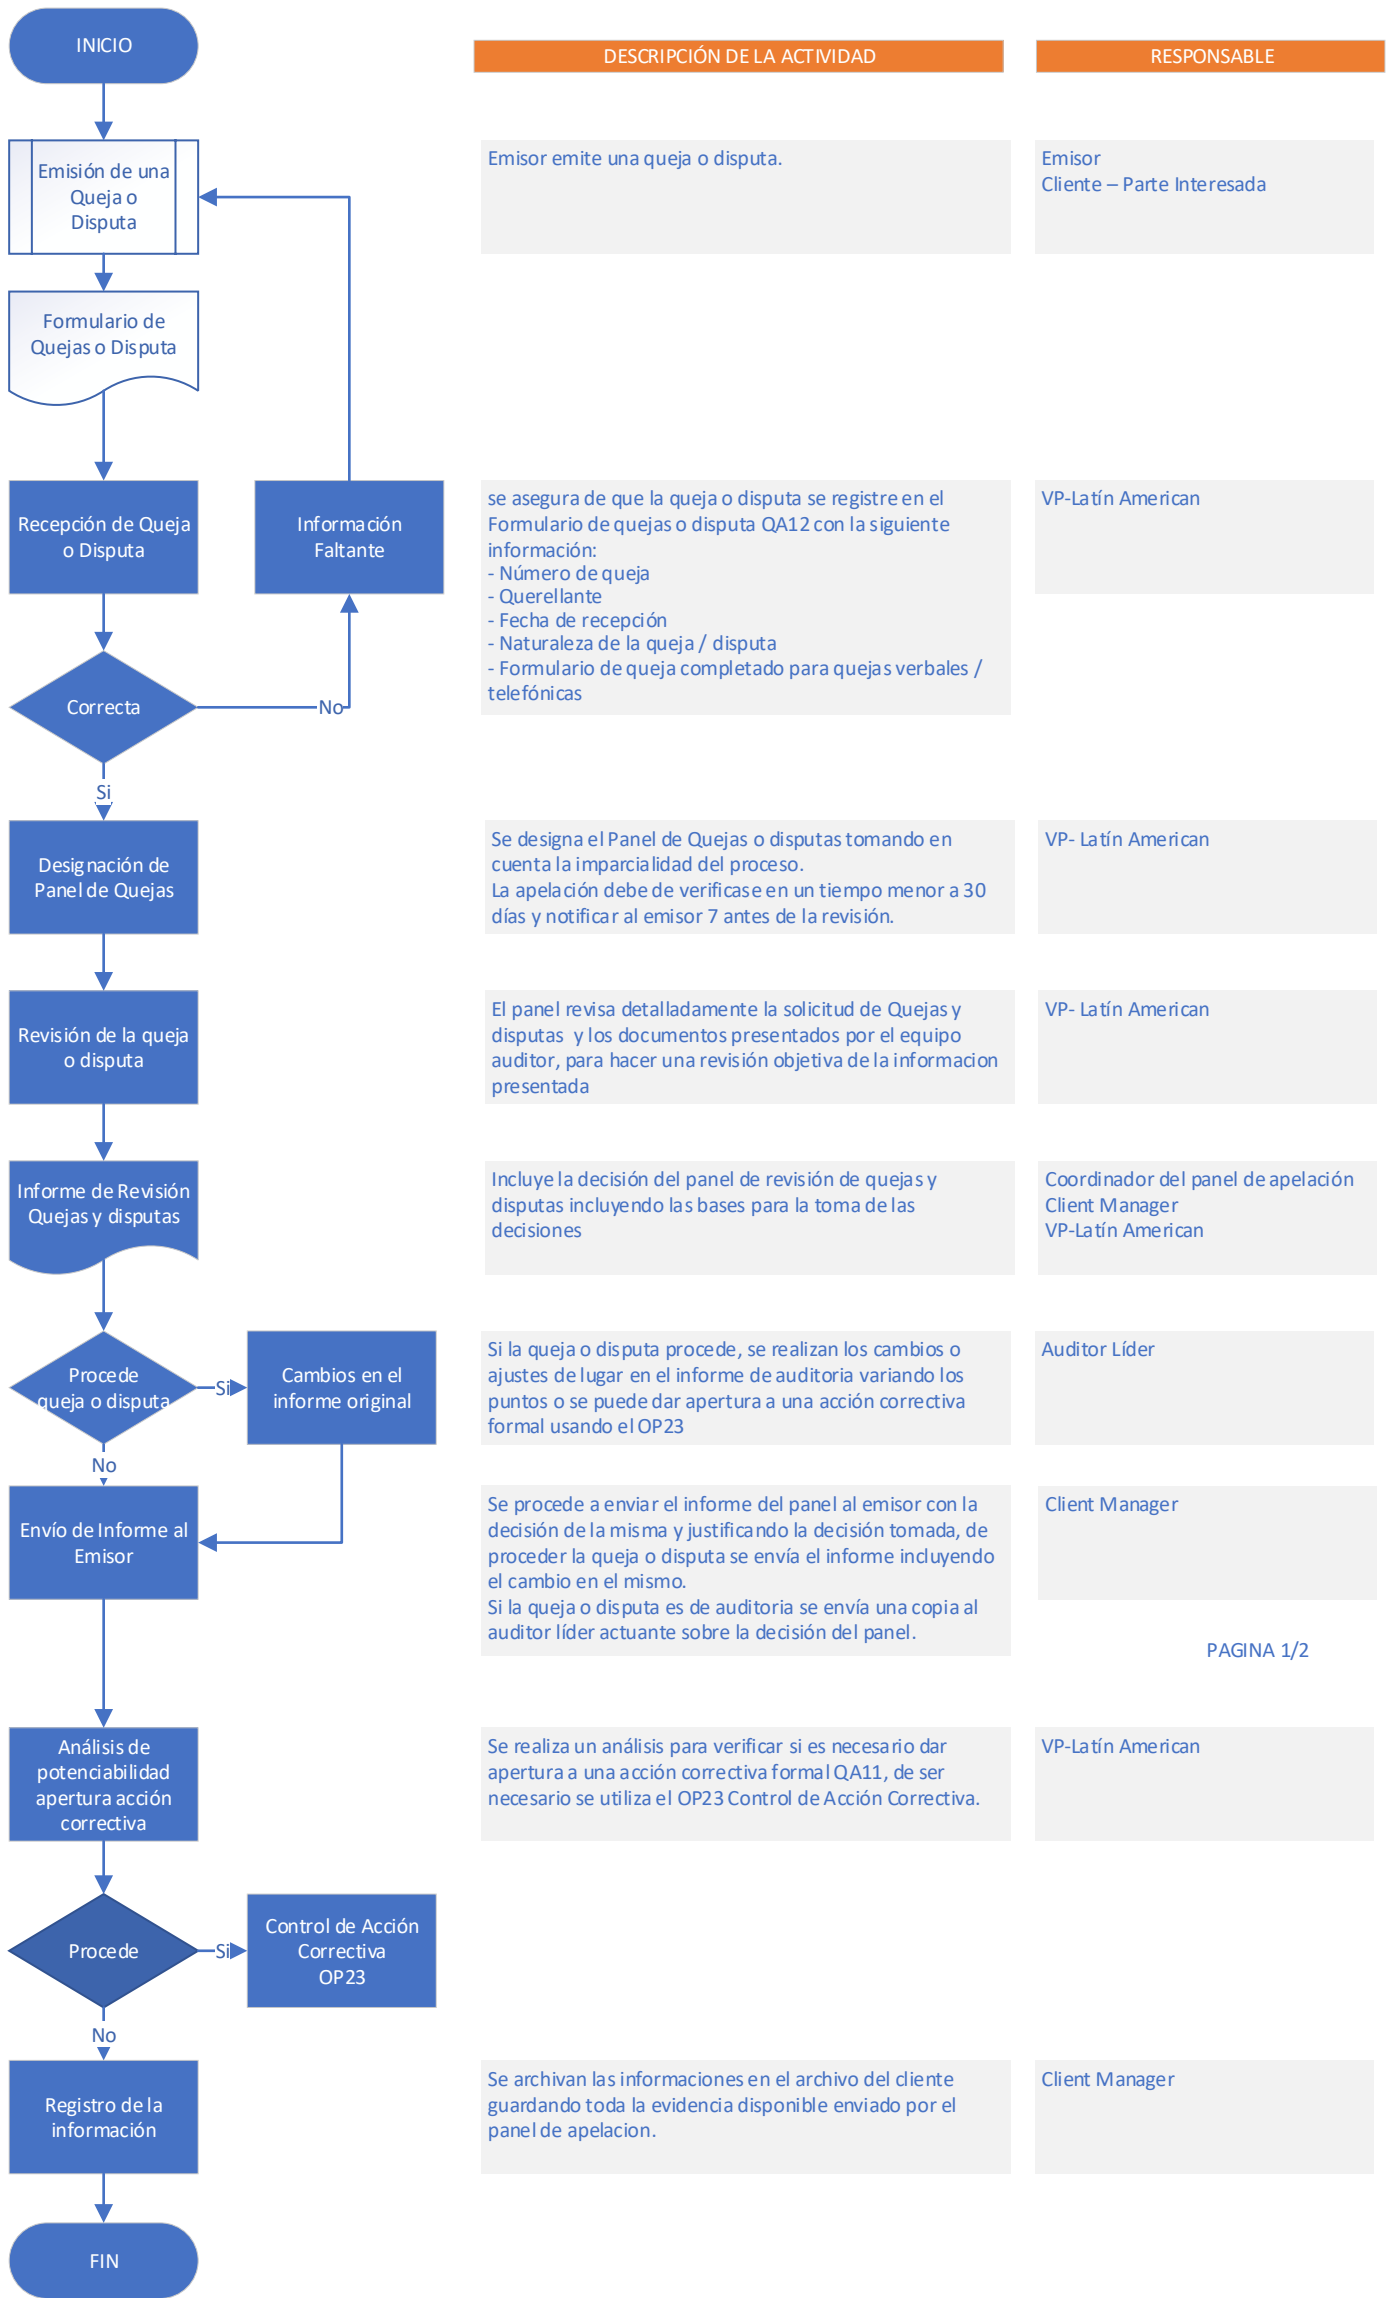 INICIO
DESCRIPCIÓN DE LA ACTIVIDAD
RESPONSABLE
Emisión de una
Queja o
Disputa
Emisor emite una queja o disputa.
Emisor
Cliente – Parte Interesada
Formulario de
Quejas o Disputa
Recepción de Queja
o Disputa
Información
Faltante
se asegura de que la queja o disputa se registre en el
Formulario de quejas o disputa QA12 con la siguiente
información:
- Número de queja
- Querellante
- Fecha de recepción
- Naturaleza de la queja / disputa
- Formulario de queja completado para quejas verbales /
telefónicas
VP-Latín American
Correcta
No
Si
Designación de
Panel de Quejas
Se designa el Panel de Quejas o disputas tomando en
cuenta la imparcialidad del proceso.
La apelación debe de verificase en un tiempo menor a 30
días y notificar al emisor 7 antes de la revisión.
VP- Latín American
Revisión de la queja
o disputa
El panel revisa detalladamente la solicitud de Quejas y
disputas y los documentos presentados por el equipo
auditor, para hacer una revisión objetiva de la informacion
presentada
VP- Latín American
Informe de Revisión
Quejas y disputas
Incluye la decisión del panel de revisión de quejas y
disputas incluyendo las bases para la toma de las
decisiones
Coordinador del panel de apelación
Client Manager
VP-Latín American
Procede
queja o disputa
Si
Cambios en el
informe original
Si la queja o disputa procede, se realizan los cambios o
ajustes de lugar en el informe de auditoria variando los
puntos o se puede dar apertura a una acción correctiva
formal usando el OP23
Auditor Líder
No
Envío de Informe al
Emisor
Se procede a enviar el informe del panel al emisor con la
decisión de la misma y justificando la decisión tomada, de
proceder la queja o disputa se envía el informe incluyendo
el cambio en el mismo.
Si la queja o disputa es de auditoria se envía una copia al
auditor líder actuante sobre la decisión del panel.
Client Manager
PAGINA 1/2
Análisis de
potenciabilidad
apertura acción
correctiva
Se realiza un análisis para verificar si es necesario dar
apertura a una acción correctiva formal QA11, de ser
necesario se utiliza el OP23 Control de Acción Correctiva.
VP-Latín American
Procede
Si
Control de Acción
Correctiva
OP23
No
Registro de la
información
Se archivan las informaciones en el archivo del cliente
guardando toda la evidencia disponible enviado por el
panel de apelacion.
Client Manager
FIN